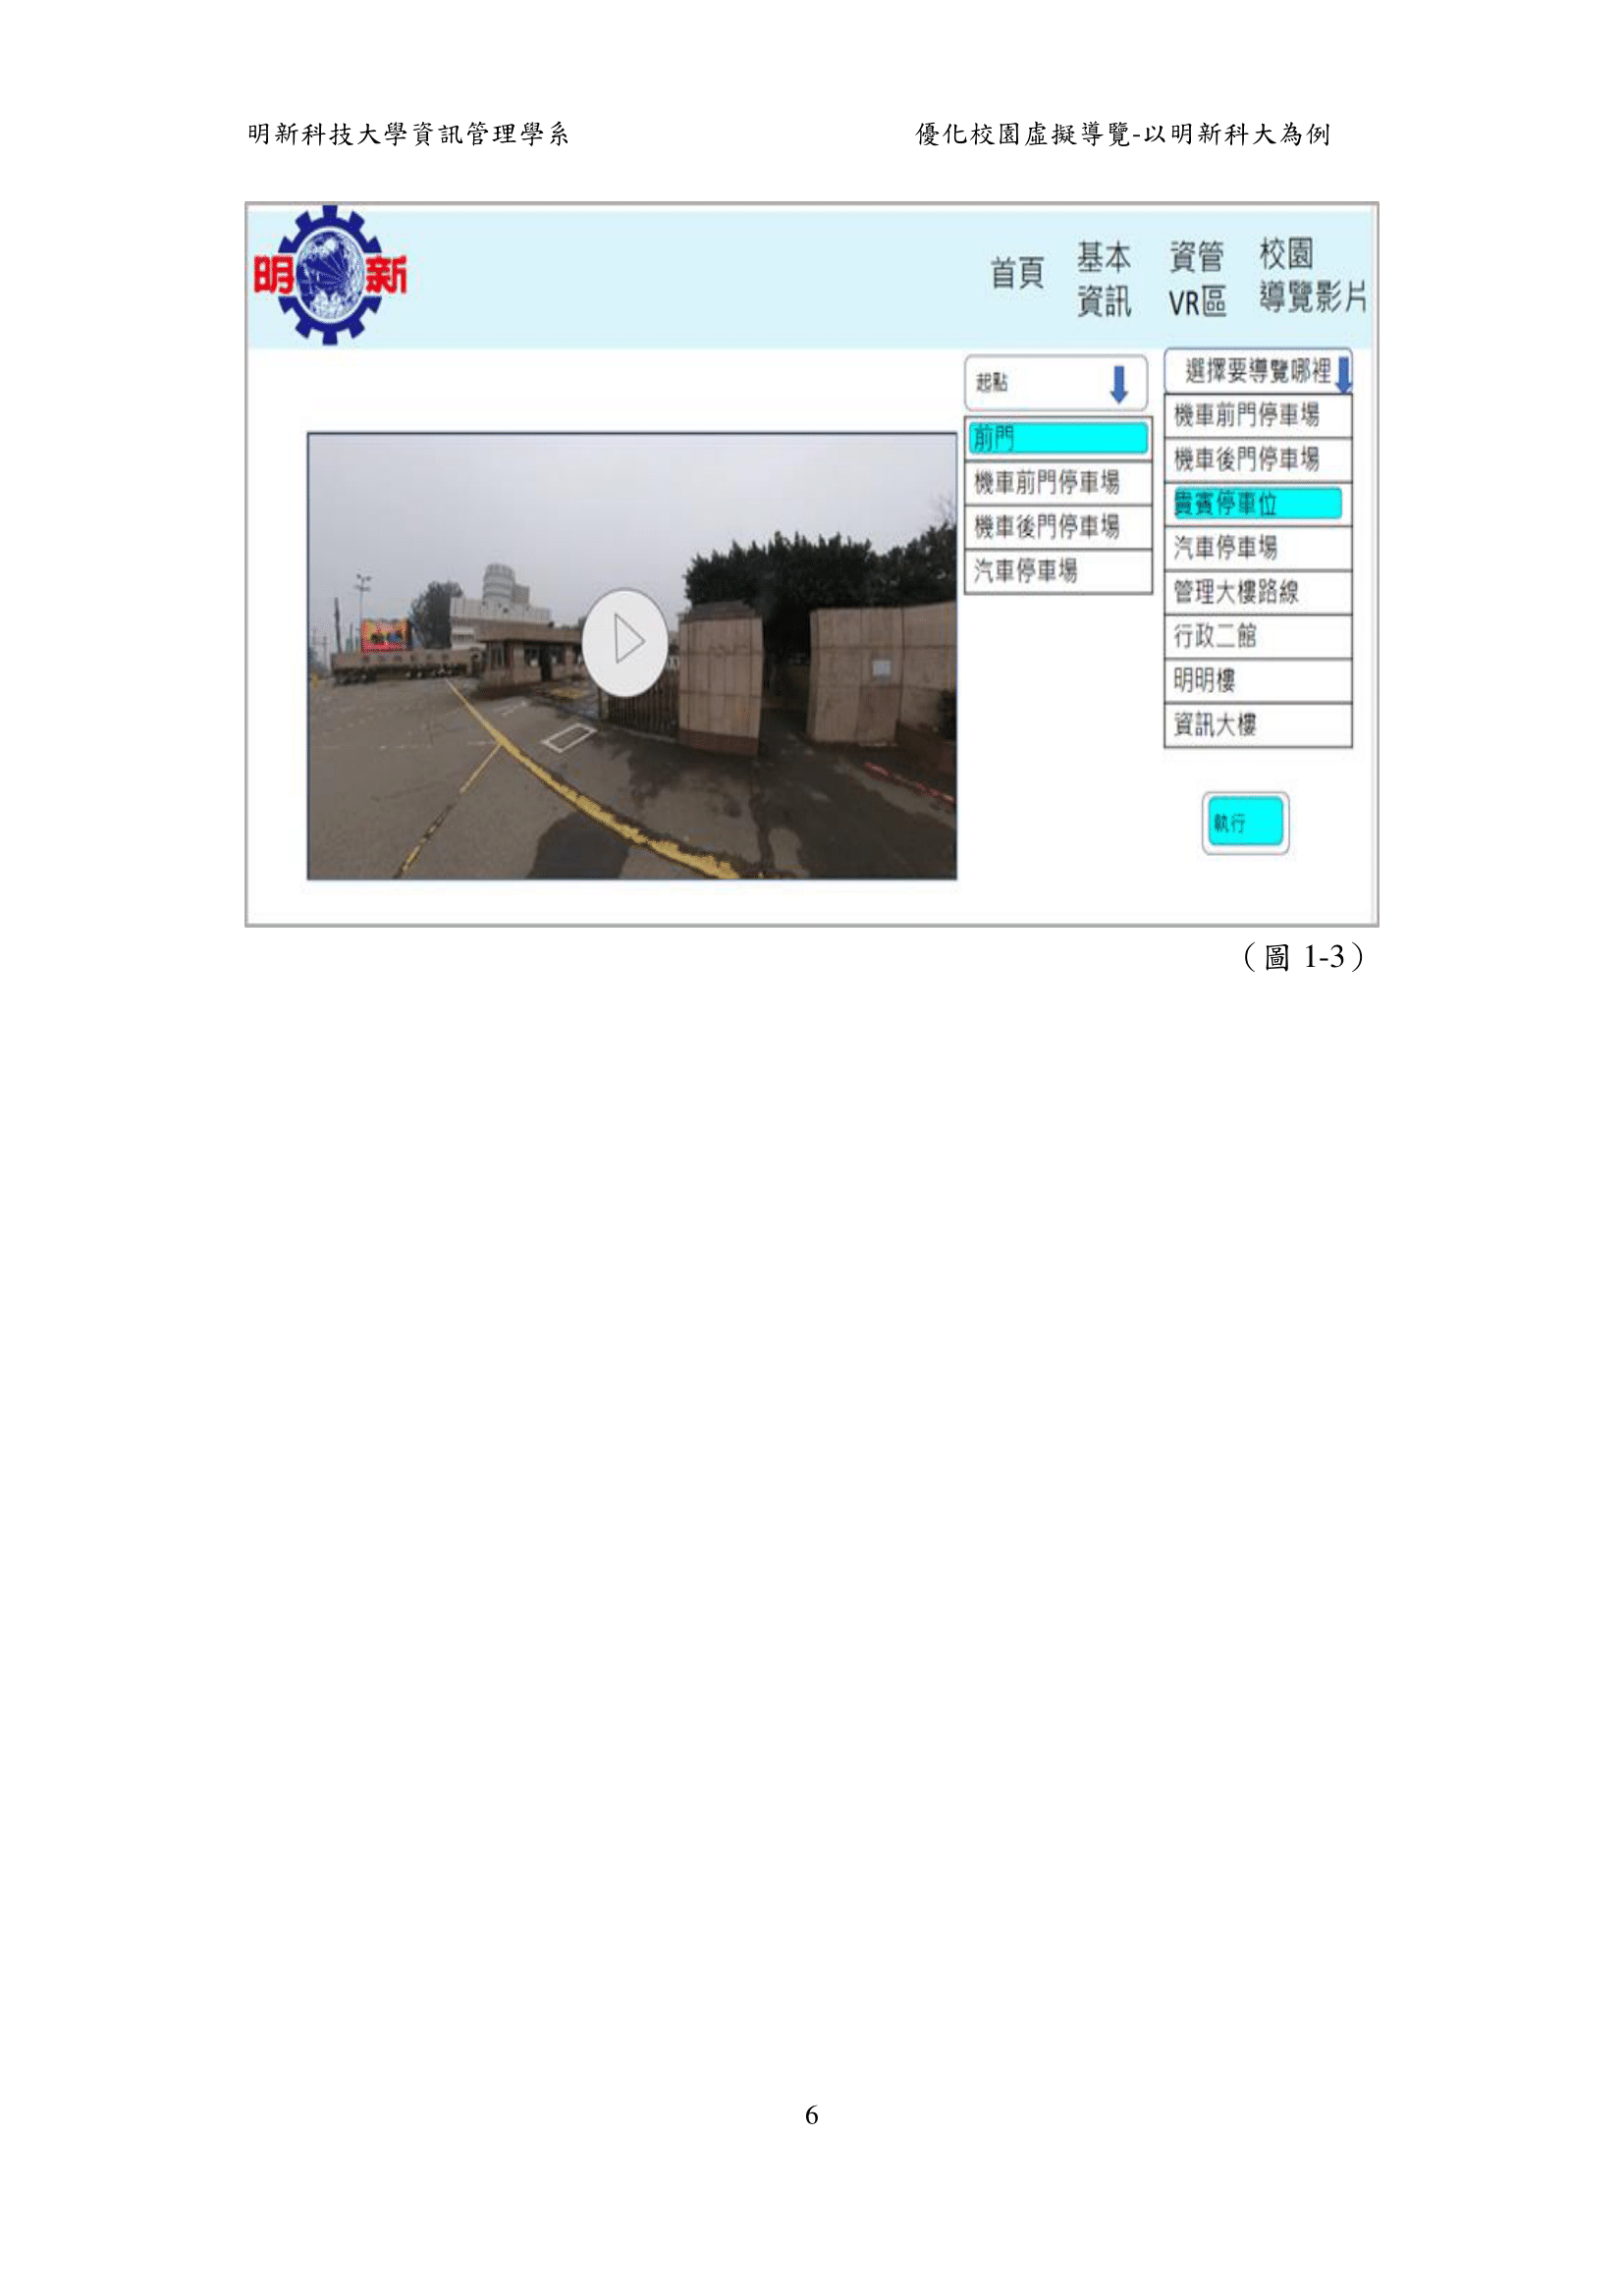 明新科技大學資訊管理學系
優化校園虛擬導覽-以明新科大為例
明新
首頁
基本
資訊
資管
VR區
校園
導覽影片
起點
前門
機車前門停車場
機車後門停車場
汽車停車場
選擇要導覽哪裡
機車前門停車場
機車後門停車場
貴賓停車位
汽車停車場
管理大樓路線
行政二館
明明樓
資訊大樓
執行
（圖 1-3）
6